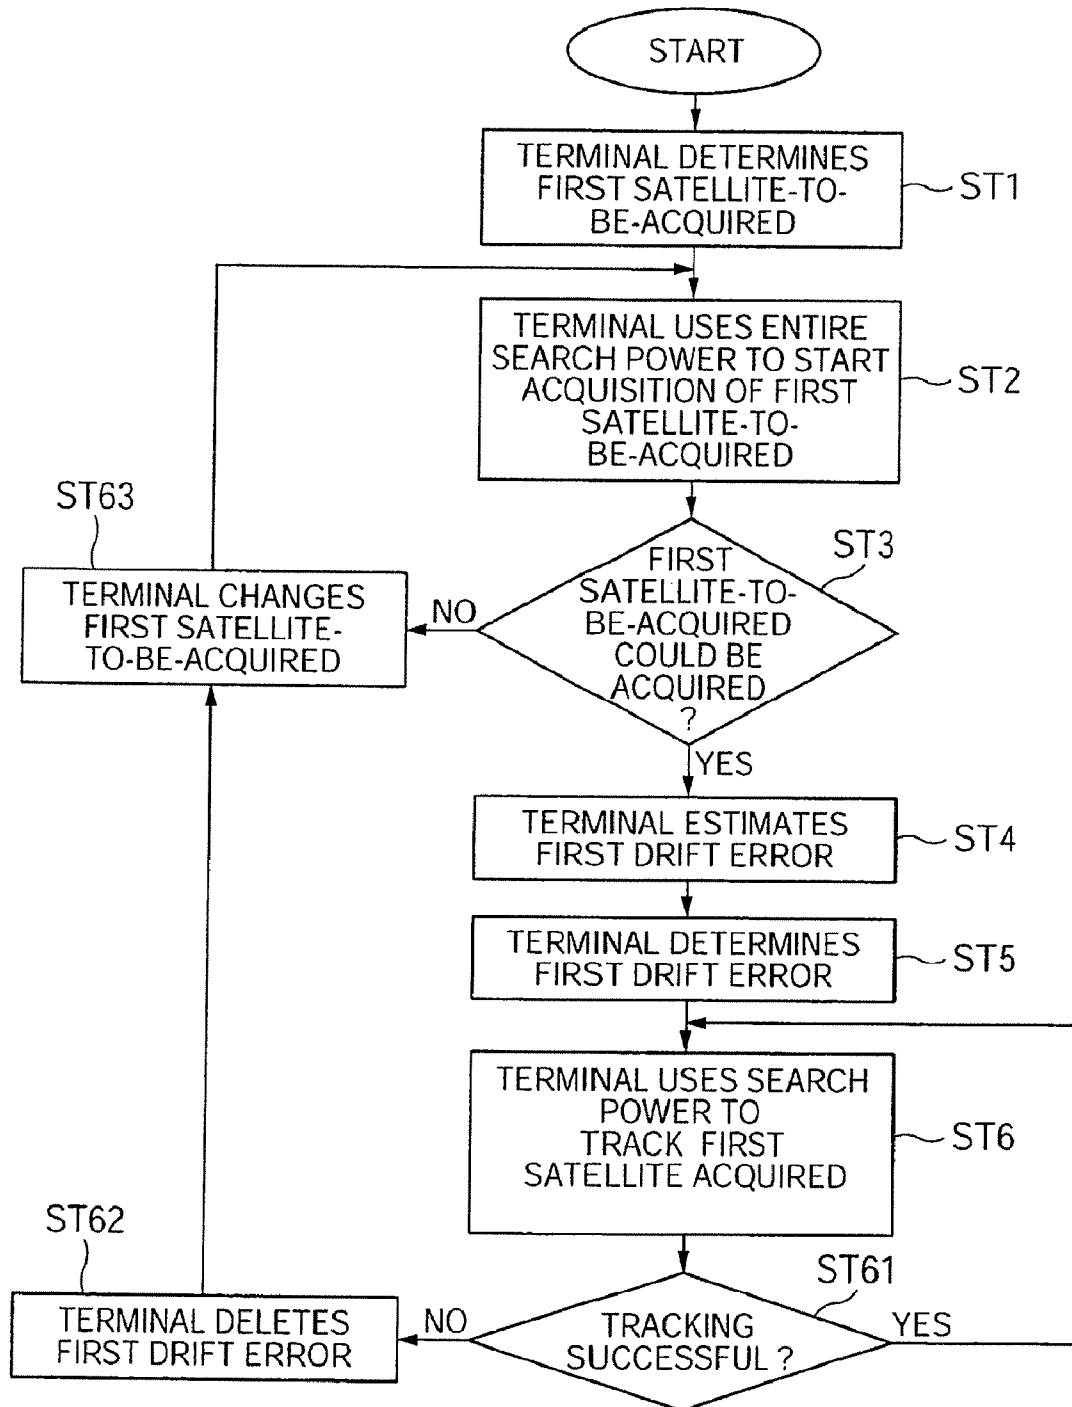 START
TERMINAL DETERMINES
FIRST SATELLITE-TO-
BE-ACQUIRED
ST1
TERMINAL USES ENTIRE
SEARCH POWER TO START
ACQUISITION OF FIRST
SATELLITE-TO-
BE-ACQUIRED
ST2
FIRST
SATELLITE-TO-
BE-ACQUIRED
COULD BE
ACQUIRED
?
ST3
NO
ST63
TERMINAL CHANGES
FIRST SATELLITE-
TO-BE-ACQUIRED
YES
TERMINAL ESTIMATES
FIRST DRIFT ERROR
ST4
TERMINAL DETERMINES
FIRST DRIFT ERROR
ST5
TERMINAL USES SEARCH
POWER TO
TRACK FIRST
SATELLITE ACQUIRED
ST6
ST61
TRACKING
SUCCESSFUL ?
YES
NO
ST62
TERMINAL DELETES
FIRST DRIFT ERROR